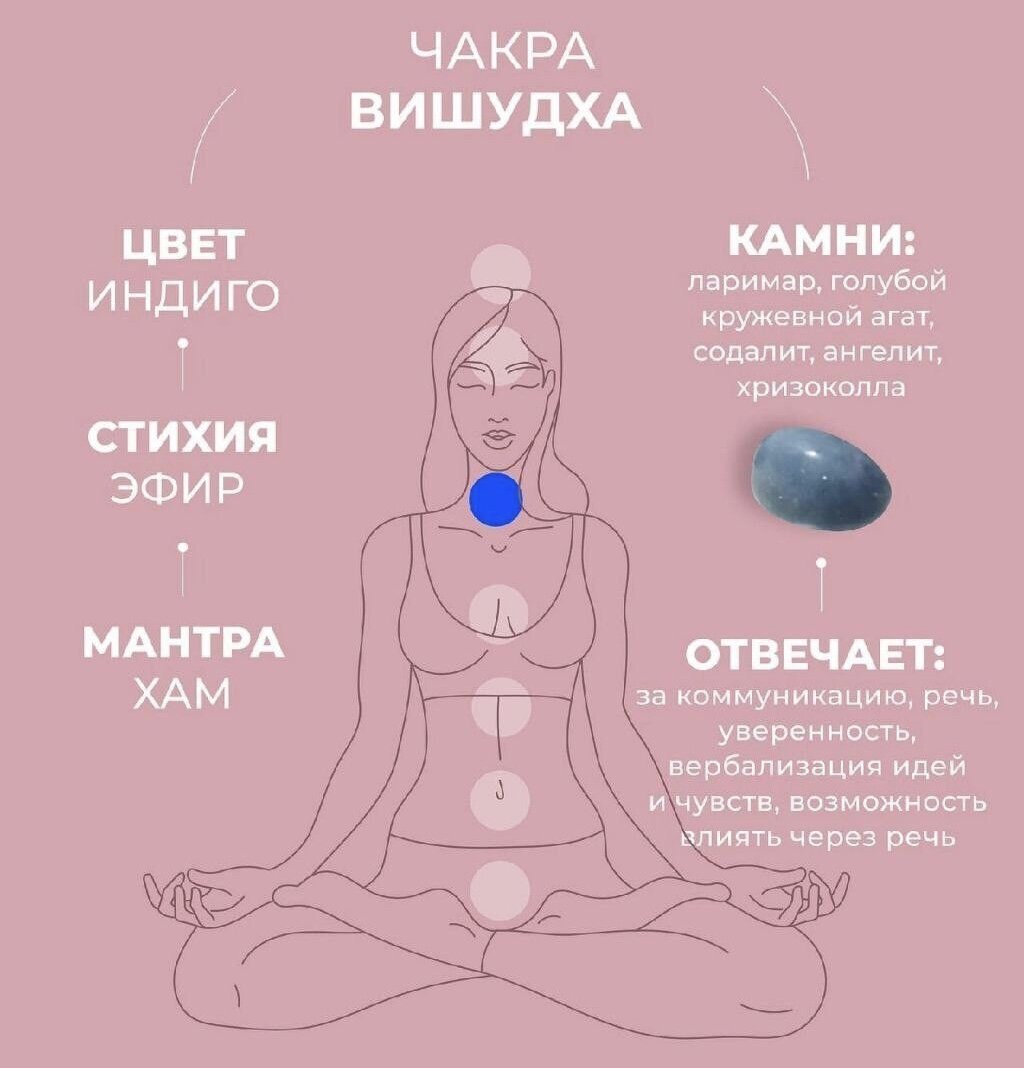 ЧАКРА
ВИШУДХА
ЦВЕТ
ИНДИГО
СТИХИЯ
ЭФИР
МАНТРА
ХАМ
КАМНИ:
ларимар, голубой
кружевной агат,
содалит, ангелит,
хризоколла
ОТВЕЧАЕТ:
за коммуникацию, речь,
уверенность,
вербализация идей
и чувств, возможность
влиять через речь